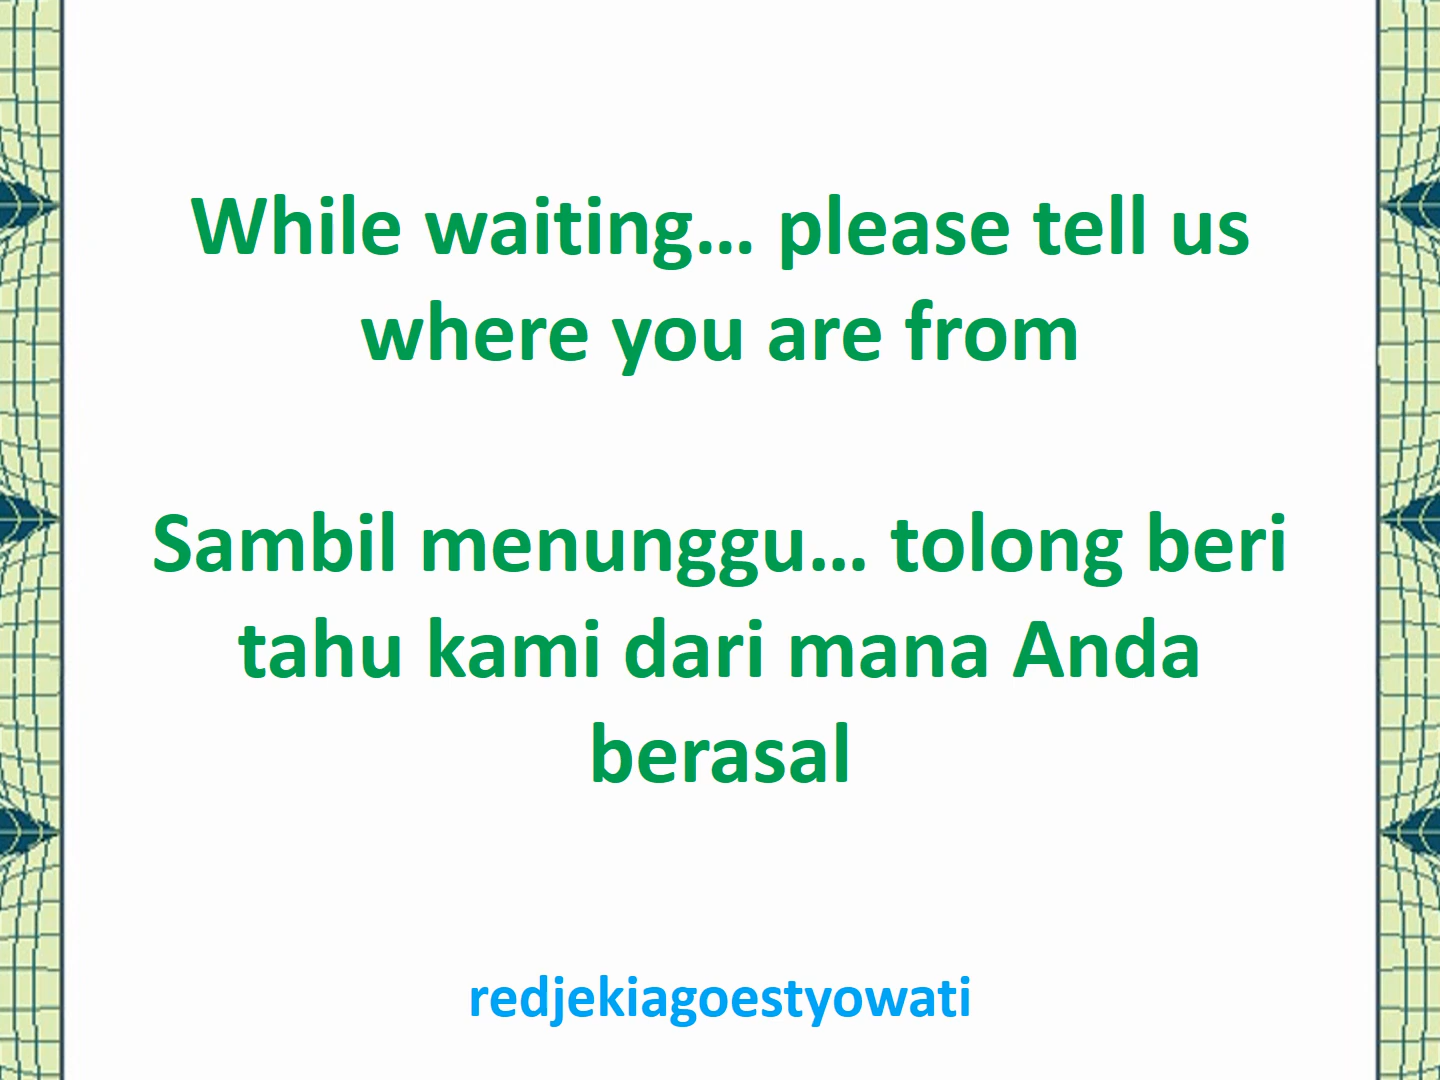 While waiting... please tell us
where you are from
Sambil menunggu... tolong beri
tahu kami dari mana Anda
berasal
redjekiagoestyowati